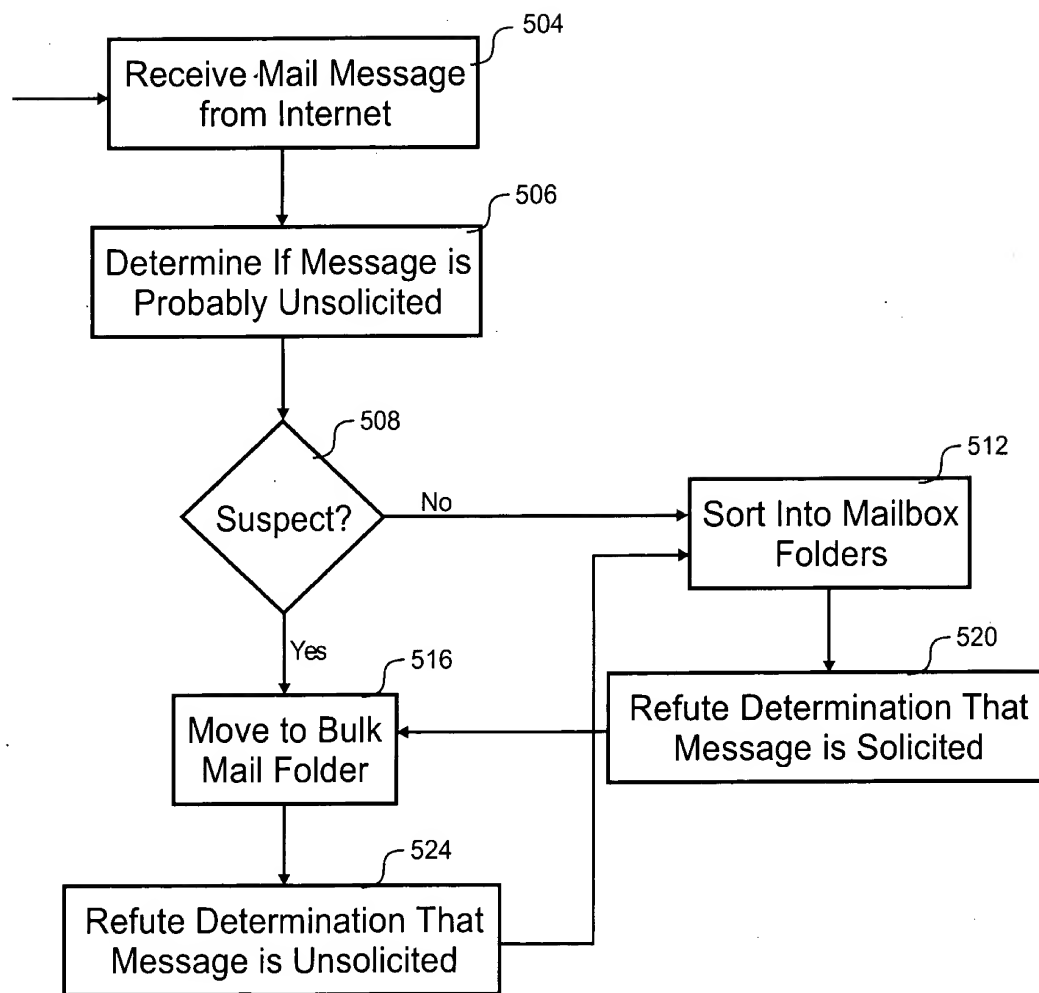 504
Receive Mail Message
from Internet
506
Determine If Message is
Probably Unsolicited
508
Suspect?
No
Yes
512
Sort Into Mailbox
Folders
516
Move to Bulk
Mail Folder
520
Refute Determination That
Message is Solicited
524
Refute Determination That
Message is Unsolicited